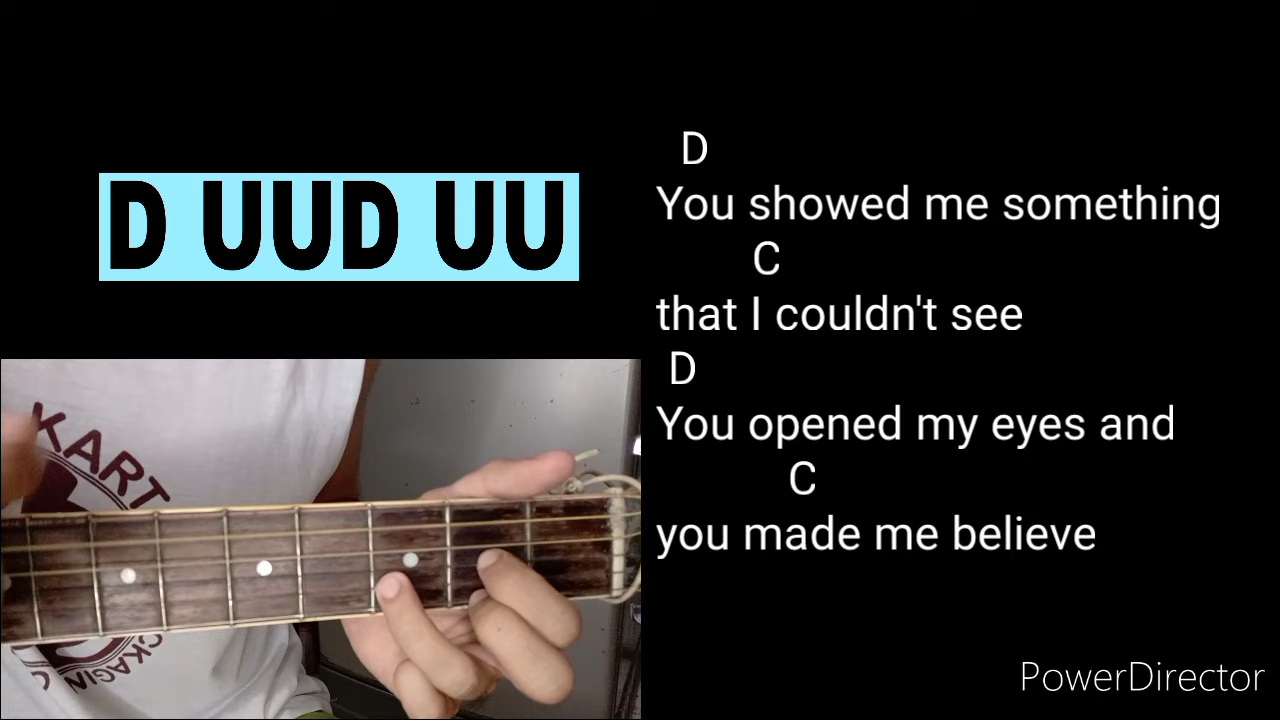 D UUD UU
D
You showed me something
C
that I couldn't see
D
You opened my eyes and
C
you made me believe
KART
PowerDirector